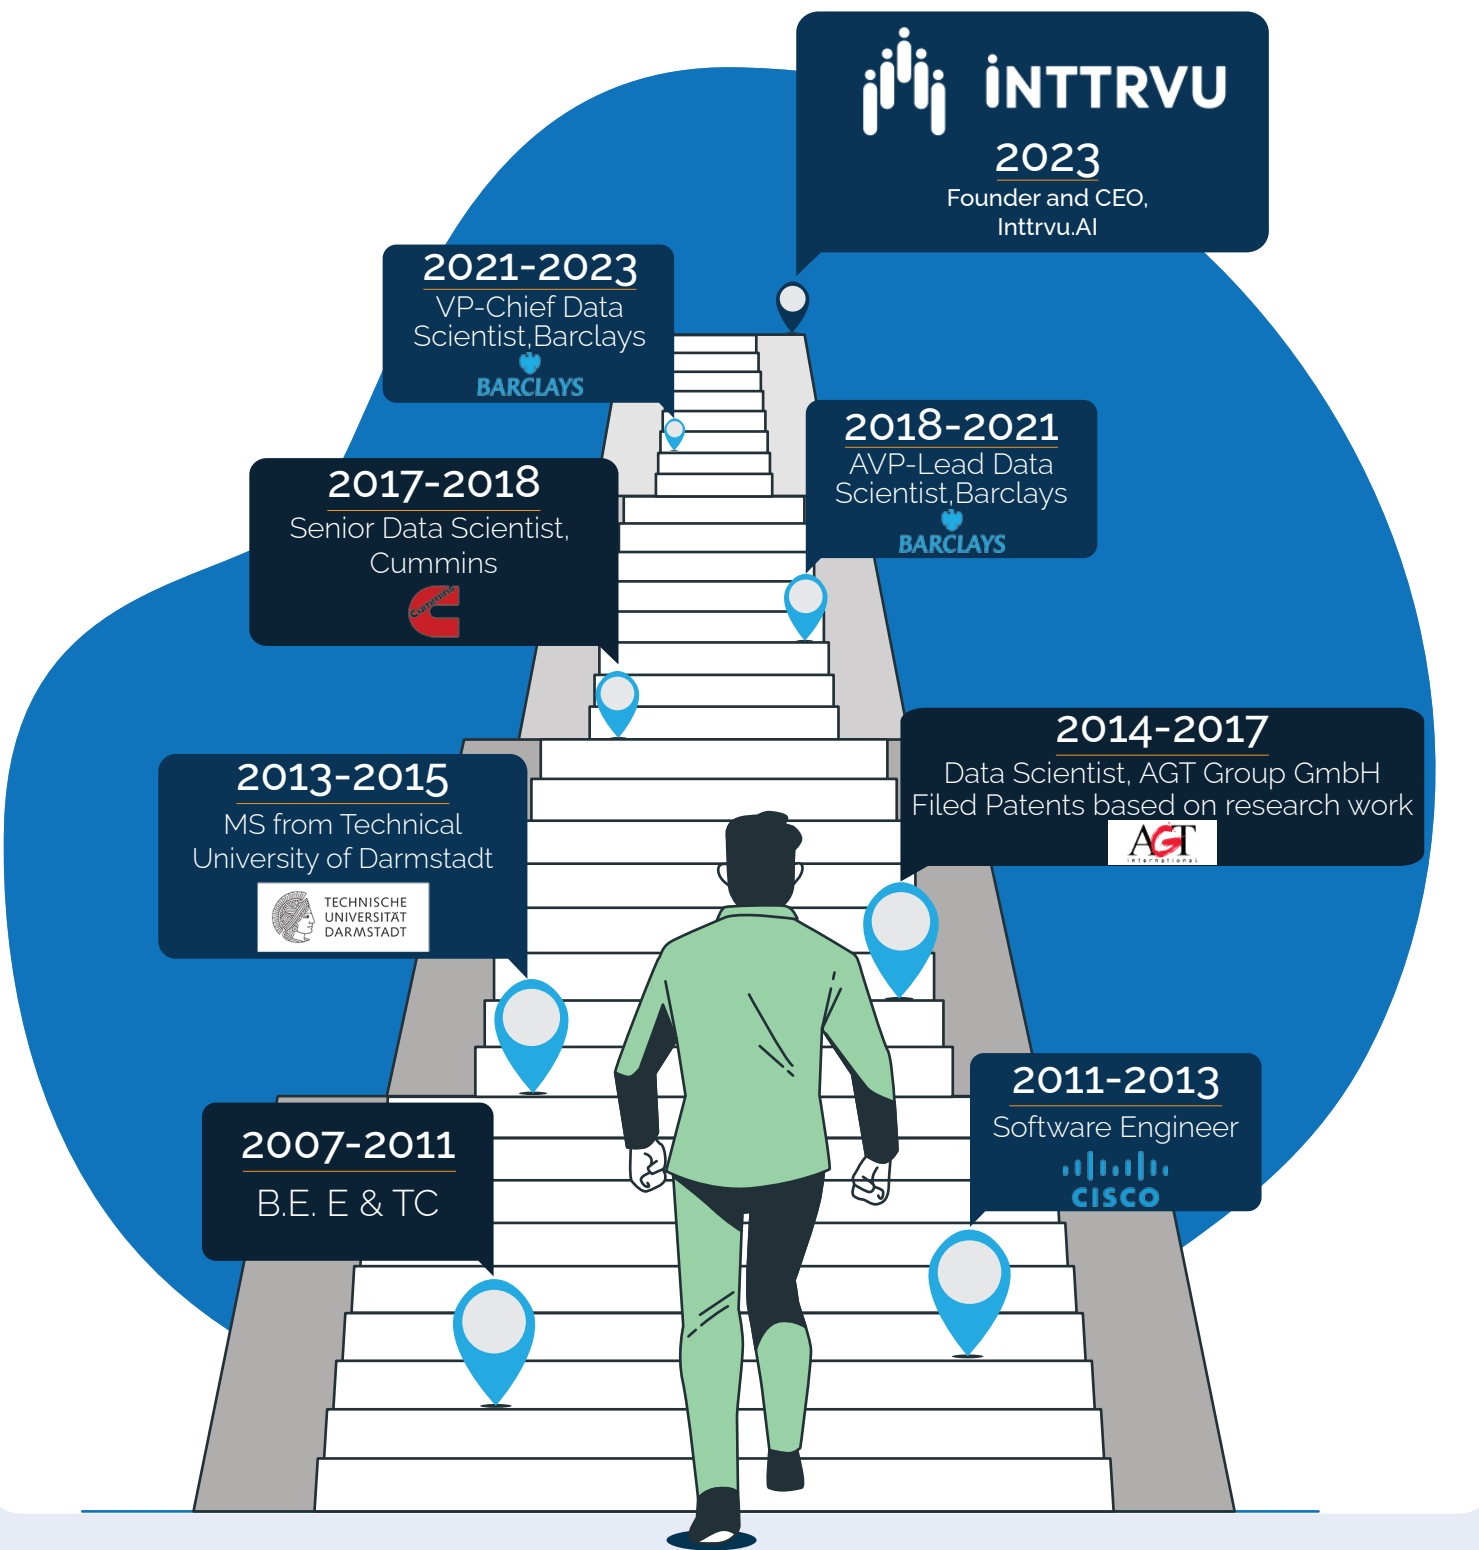 INTTRVU
2023
Founder and CEO,
Inttrvu.AI
2021-2023
VP-Chief Data
Scientist,Barclays
BARCLAYS
2018-2021
AVP-Lead Data
Scientist,Barclays
BARCLAYS
2017-2018
Senior Data Scientist,
Cummins
Cummins
2014-2017
Data Scientist, AGT Group GmbH
Filed Patents based on research work
AGT
international
2013-2015
MS from Technical
University of Darmstadt
TECHNISCHE
UNIVERSITÄT
DARMSTADT
2011-2013
Software Engineer
CISCO
2007-2011
B.E. E & TC